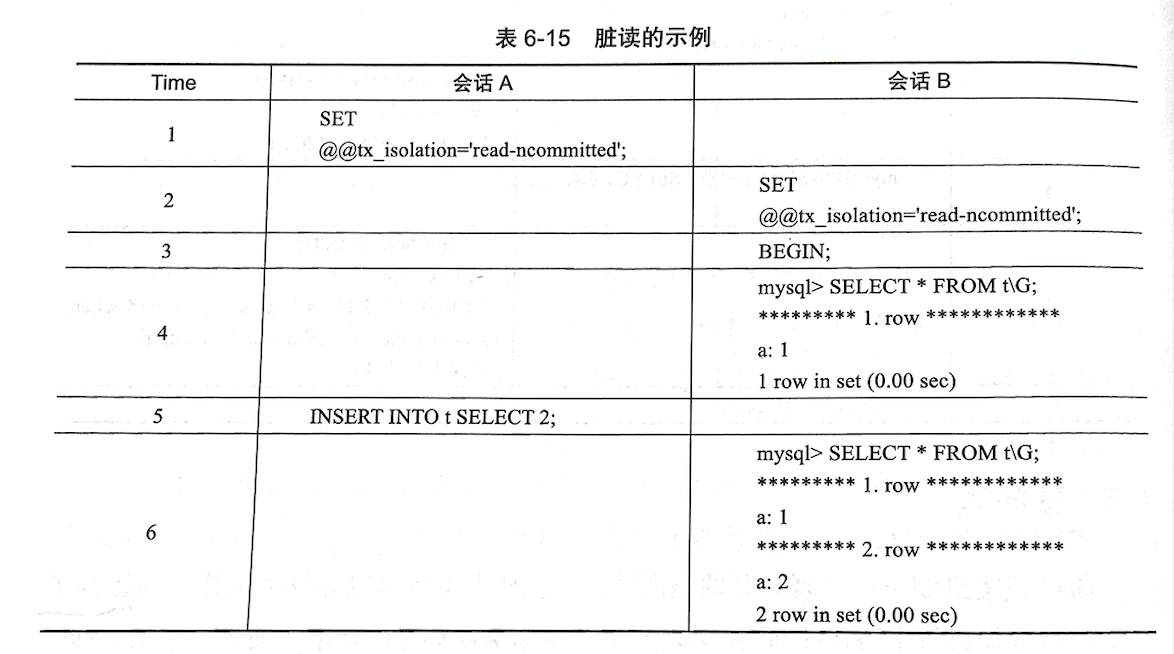 表 6-15 脏读的示例
Time 会话 A 会话 B
1
SET
@@tx_isolation='read-ncommitted';
2
SET
@@tx_isolation='read-ncommitted';
3 BEGIN;
4
mysql> SELECT * FROM t\G;
********* 1. row ************
a: 1
1 row in set (0.00 sec)
5 INSERT INTO t SELECT 2;
6
mysql> SELECT * FROM t\G;
********* 1. row ************
a: 1
********* 2. row ************
a: 2
2 row in set (0.00 sec)